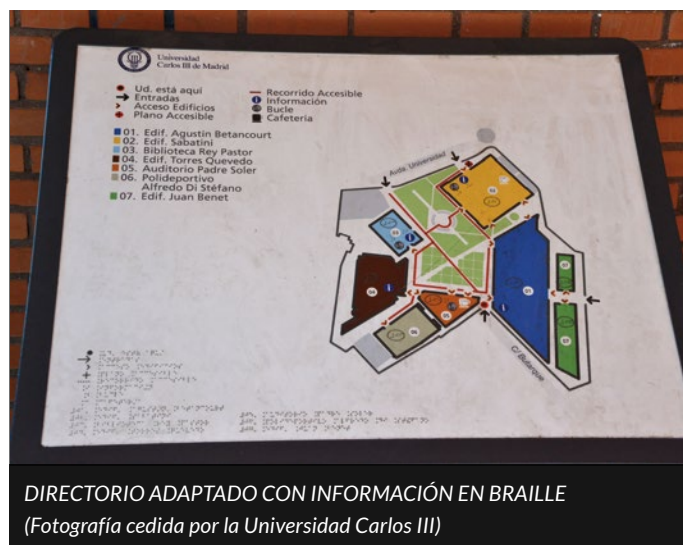 Universidad
Carlos III de Madrid
Ud. está aquí
Entradas
Acceso Edificios
Plano Accesible
Recorrido Accesible
Información
Bucle
Cafetería
01. Edif. Agustín Betancourt
02. Edif. Sabatini
03. Biblioteca Rey Pastor
04. Edif. Torres Quevedo
05. Auditorio Padre Soler
06. Polideportivo
Alfredo Di Stéfano
07. Edif. Juan Benet
Avda. Universidad
C/ Butarque
DIRECTORIO ADAPTADO CON INFORMACIÓN EN BRAILLE
(Fotografía cedida por la Universidad Carlos III)